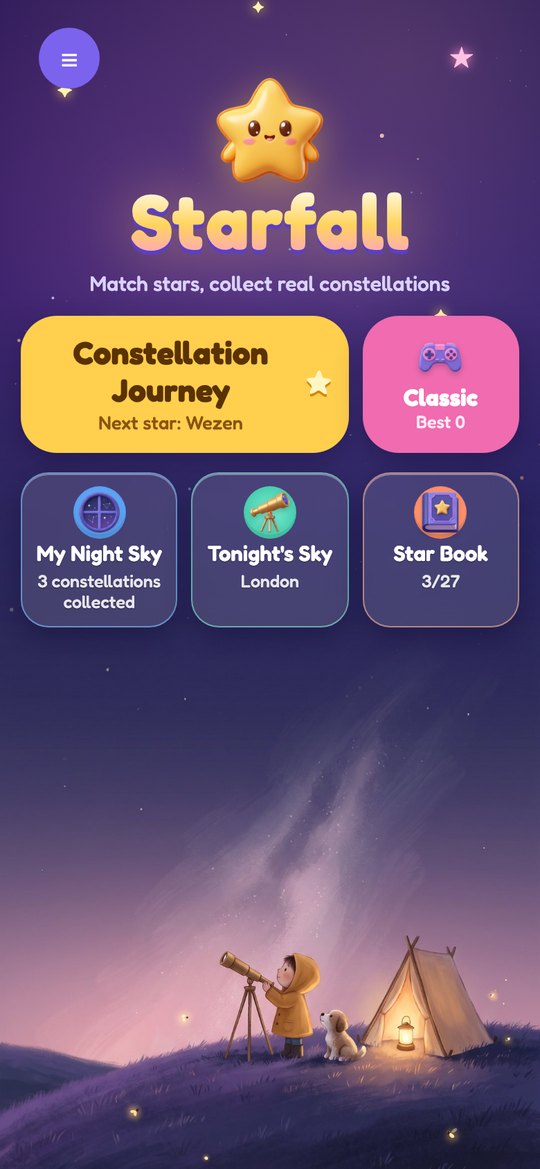 Starfall
Match stars, collect real constellations
Constellation
Journey
Next star: Wezen
Classic
Best 0
My Night Sky
3 constellations
collected
Tonight's Sky
London
Star Book
3/27